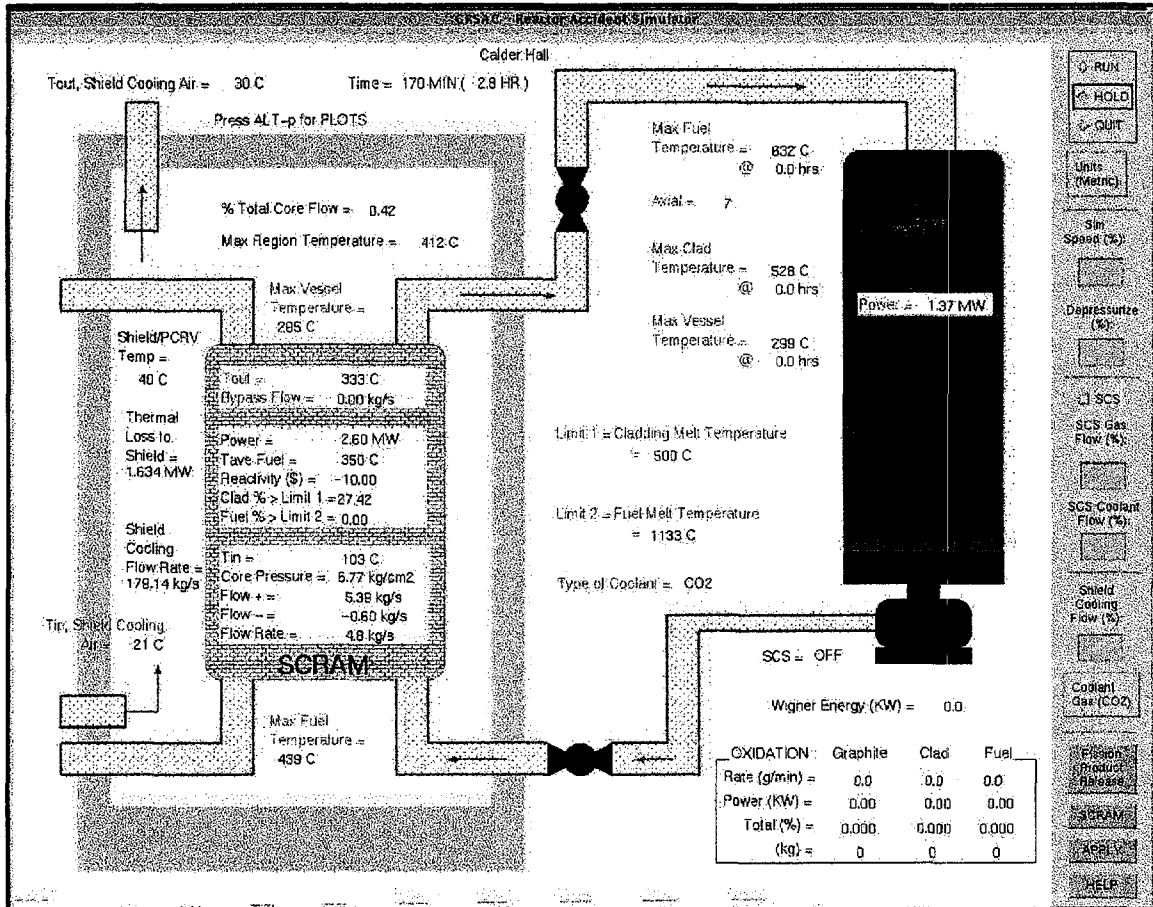 GRSAC - Reactor Accident Simulator
Calder Hall
Tout, Shield Cooling Air = 30 C
Time = 170 MIN ( 2.8 HR )
Press ALT-p for PLOTS
% Total Core Flow = 0.42
Max Region Temperature = 412 C
Max Vessel
Temperature =
285 C
Shield/PCRV
Temp =
40 C
Thermal
Loss to
Shield =
1.634 MW
Shield
Cooling
Flow Rate =
178.14 kg/s
Tin, Shield Cooling
Air = 21 C
Tout = 333 C
Bypass Flow = 0.00 kg/s
Power = 2.60 MW
Tave Fuel = 350 C
Reactivity ($) = -10.00
Clad % > Limit 1 = 27.42
Fuel % > Limit 2 = 0.00
Tin = 103 C
Core Pressure = 6.77 kg/cm2
Flow + = 5.39 kg/s
Flow - = -0.60 kg/s
Flow Rate = 4.8 kg/s
SCRAM
Max Fuel
Temperature =
439 C
Max Fuel
Temperature = 632 C
@ 0.0 hrs
Axial = 7
Max Clad
Temperature = 528 C
@ 0.0 hrs
Max Vessel
Temperature = 299 C
@ 0.0 hrs
Limit 1 = Cladding Melt Temperature
= 500 C
Limit 2 = Fuel Melt Temperature
= 1133 C
Type of Coolant = CO2
Power = 1.37 MW
SCS = OFF
Wigner Energy (KW) = 0.0
OXIDATION Graphite Clad Fuel
Rate (g/min) = 0.0 0.0 0.0
Power (KW) = 0.00 0.00 0.00
Total (%) = 0.000 0.000 0.000
(kg) = 0 0 0
RUN
HOLD
QUIT
Units
(Metric)
Sim
Speed (%):
Depressurize
(%):
SCS
SCS Gas
Flow (%):
SCS Coolant
Flow (%):
Shield
Cooling
Flow (%):
Coolant
Gas (CO2)
Fission
Product
Release
SCRAM
APPLY
HELP